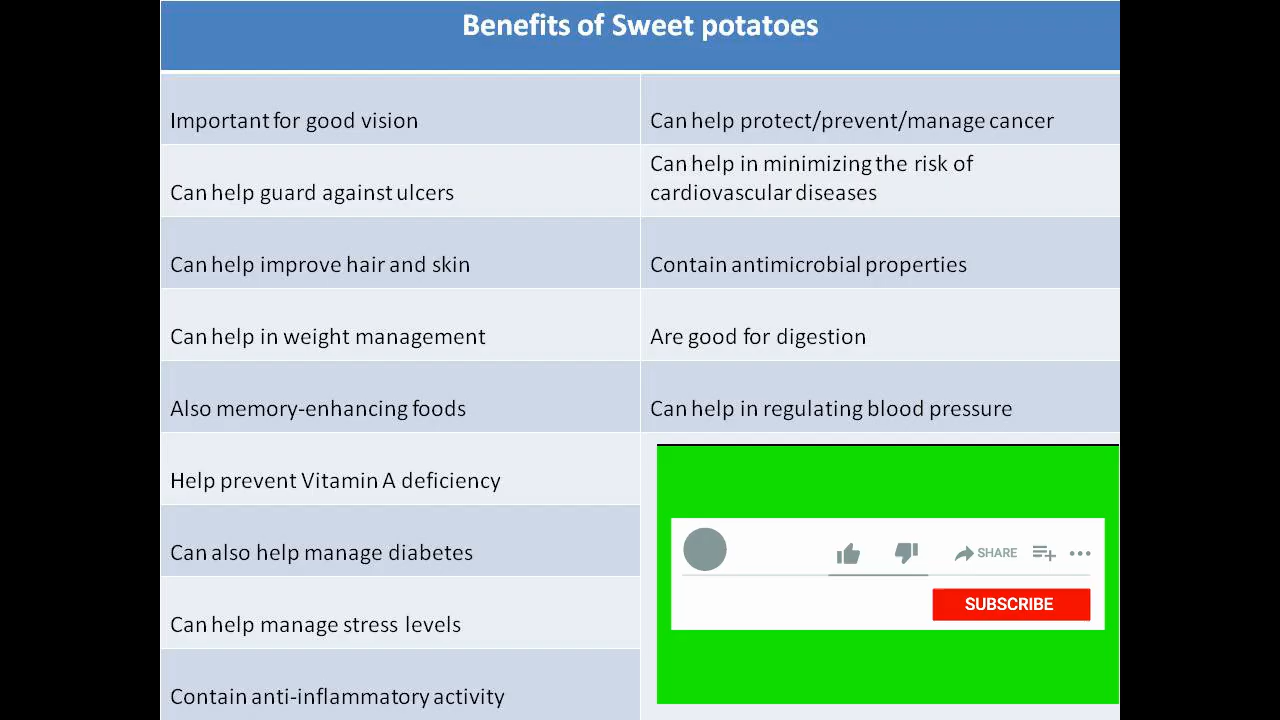 Benefits of Sweet potatoes
Important for good vision
Can help protect/prevent/manage cancer
Can help guard against ulcers
Can help in minimizing the risk of
cardiovascular diseases
Can help improve hair and skin
Contain antimicrobial properties
Can help in weight management
Are good for digestion
Also memory-enhancing foods
Can help in regulating blood pressure
Help prevent Vitamin A deficiency
Can also help manage diabetes
SHARE
Can help manage stress levels
SUBSCRIBE
Contain anti-inflammatory activity